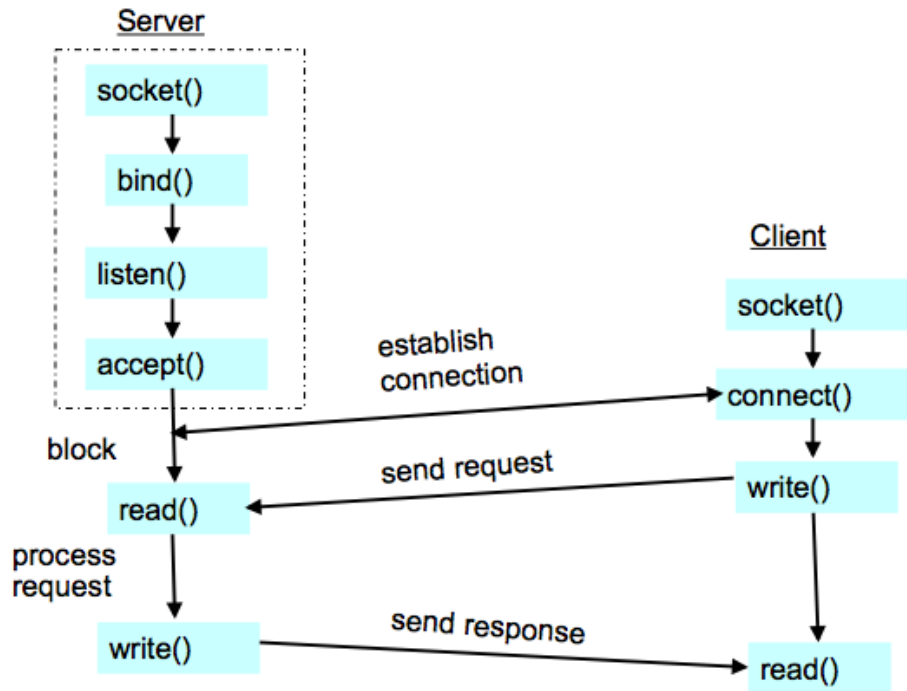 Server
socket()
bind()
listen()
accept()
block
read()
process
request
write()
establish
connection
send request
send response
Client
socket()
connect()
write()
read()